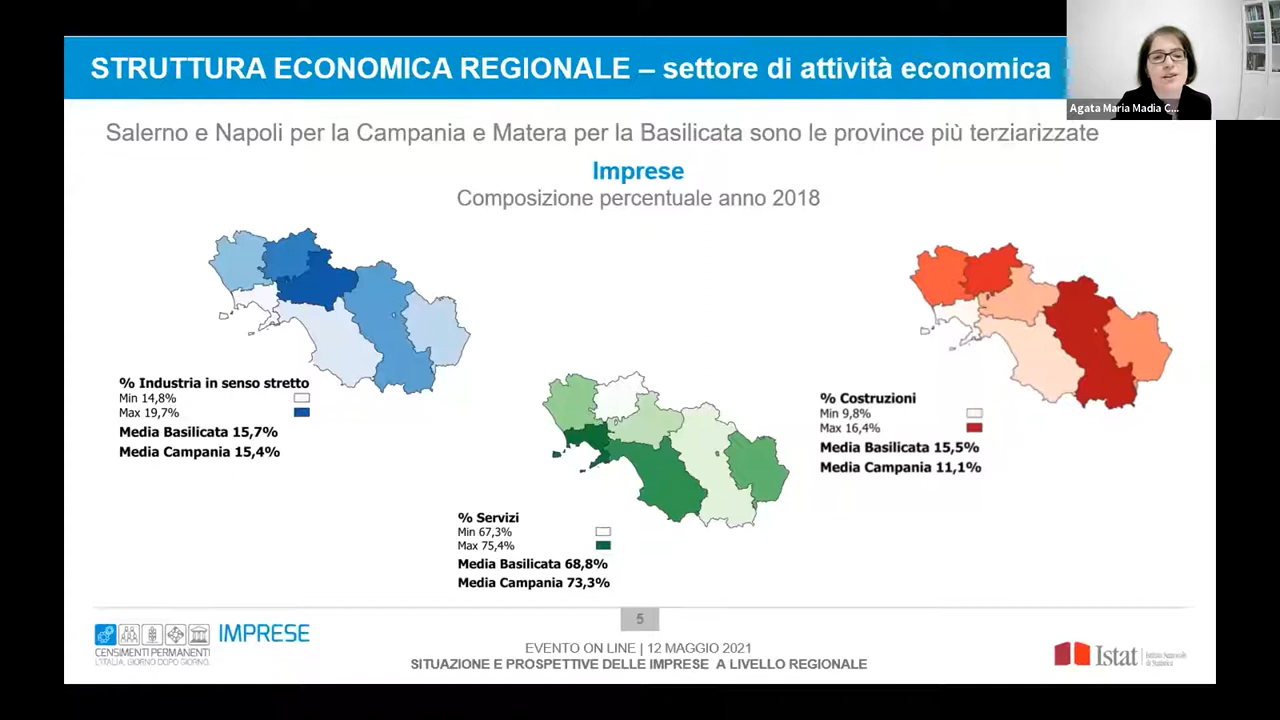 STRUTTURA ECONOMICA REGIONALE – settore di attività economica
Agata Maria Madia C...
Salerno e Napoli per la Campania e Matera per la Basilicata sono le province più terziarizzate
Imprese
Composizione percentuale anno 2018
% Industria in senso stretto
Min 14,8%
Max 19,7%
Media Basilicata 15,7%
Media Campania 15,4%
% Servizi
Min 67,3%
Max 75,4%
Media Basilicata 68,8%
Media Campania 73,3%
% Costruzioni
Min 9,8%
Max 16,4%
Media Basilicata 15,5%
Media Campania 11,1%
5
IMPRESE
CENSIMENTI PERMANENTI
L'ITALIA, GIORNO DOPO GIORNO.
EVENTO ON LINE | 12 MAGGIO 2021
SITUAZIONE E PROSPETTIVE DELLE IMPRESE A LIVELLO REGIONALE
Istat